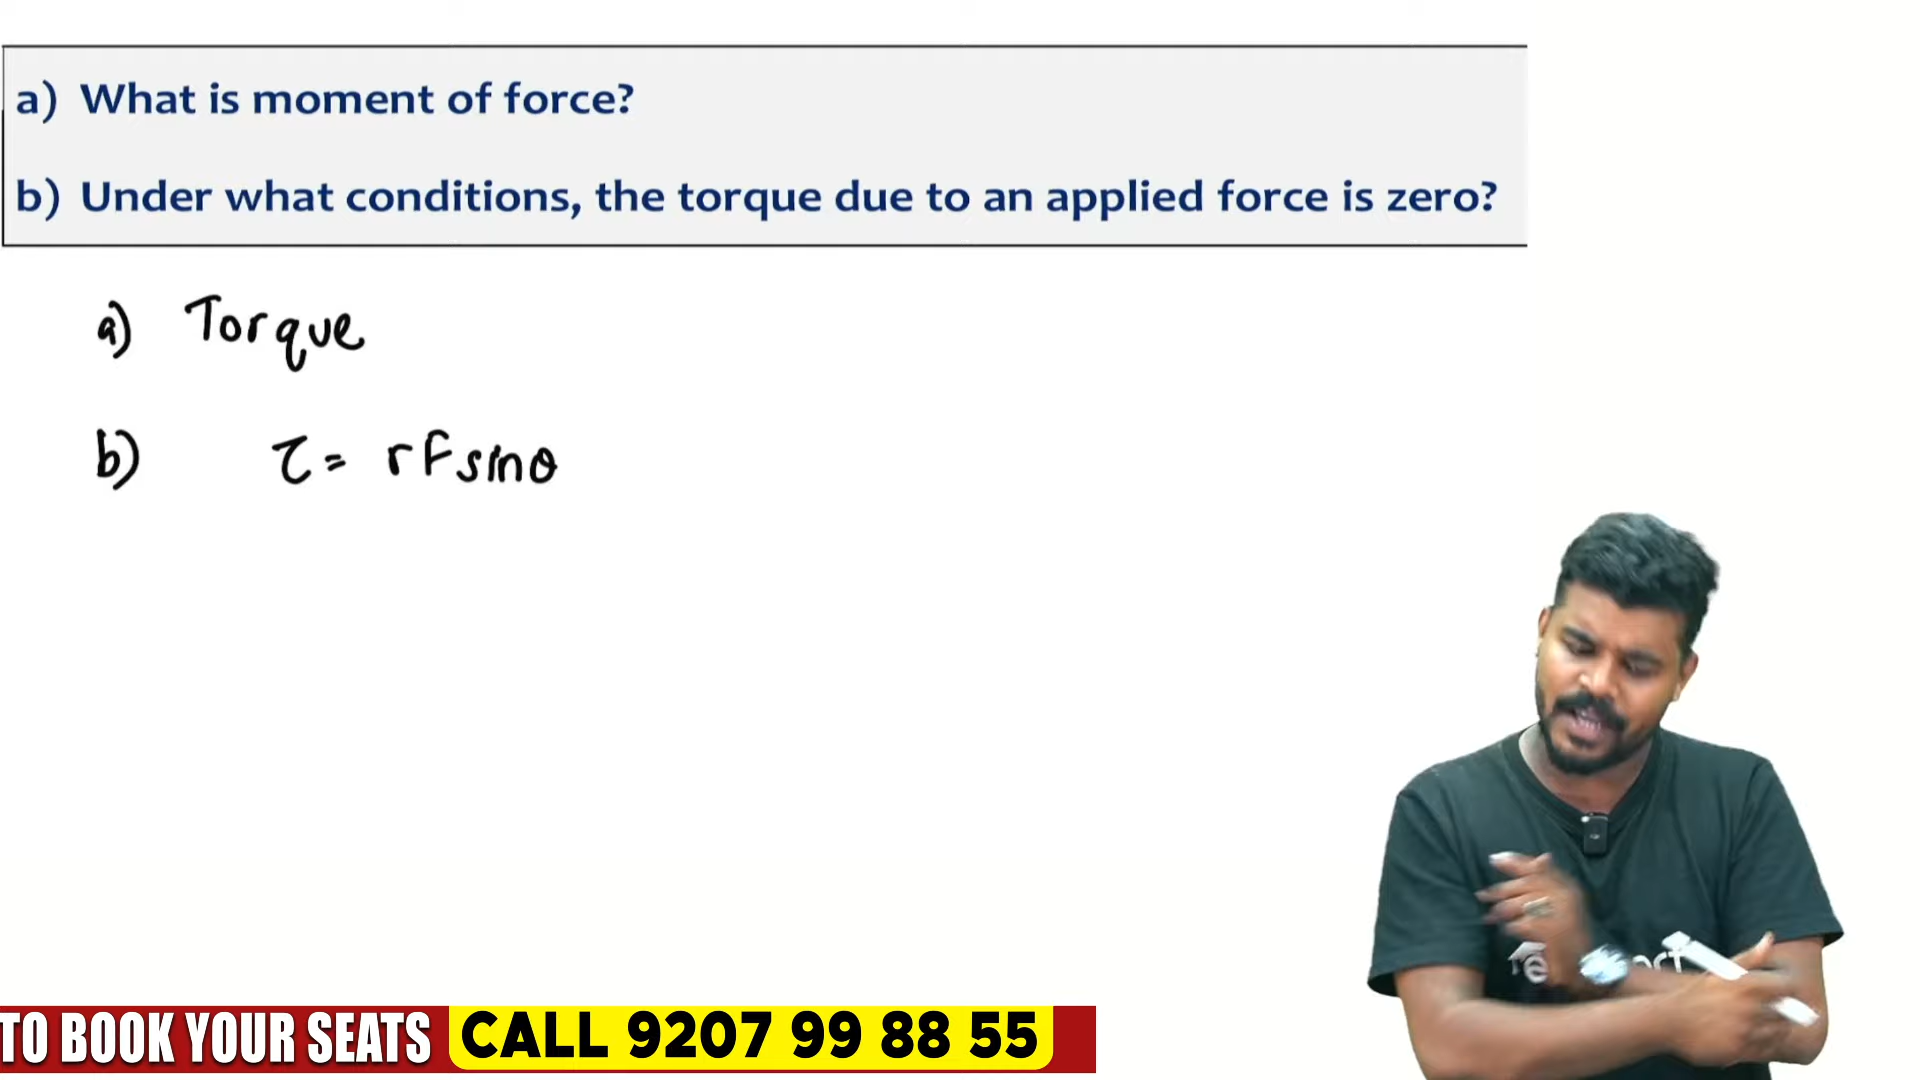 a) What is moment of force?
b) Under what conditions, the torque due to an applied force is zero?
a) Torque
b) τ = rFsinθ
TO BOOK YOUR SEATS CALL 9207 99 88 55